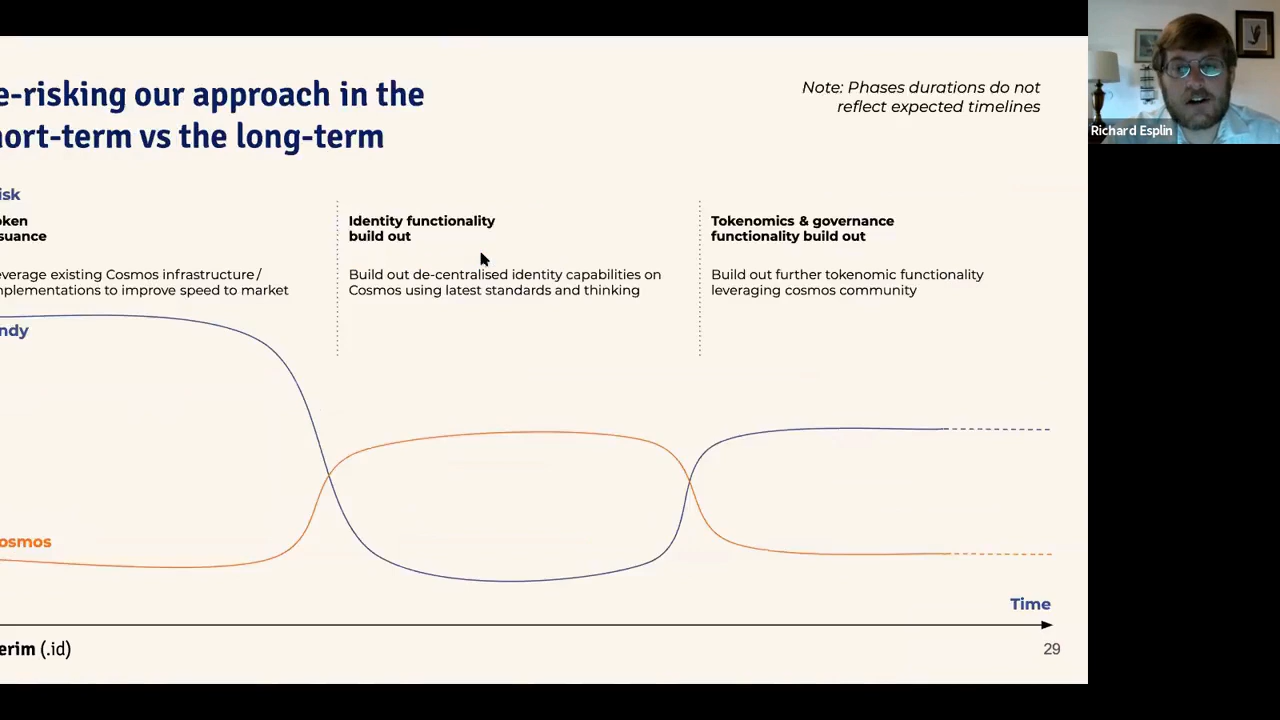 e-risking our approach in the
ort-term vs the long-term
Note: Phases durations do not
reflect expected timelines
Richard Esplin
isk
oken
suance
everage existing Cosmos infrastructure/
plementations to improve speed to market
Identity functionality
build out
Build out de-centralised identity capabilities on
Cosmos using latest standards and thinking
Tokenomics & governance
functionality build out
Build out further tokenomic functionality
leveraging cosmos community
ndy
osmos
Time
erim (.id)
29